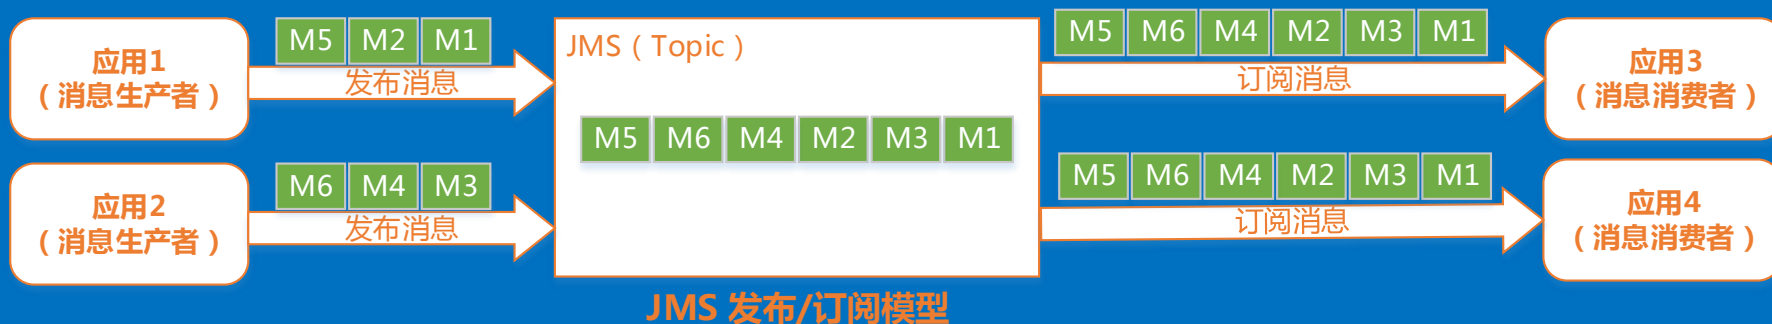 应用1
（消息生产者）
M5 M2 M1
发布消息
应用2
（消息生产者）
M6 M4 M3
发布消息
JMS（Topic）
M5 M6 M4 M2 M3 M1
M5 M6 M4 M2 M3 M1
订阅消息
应用3
（消息消费者）
M5 M6 M4 M2 M3 M1
订阅消息
应用4
（消息消费者）
JMS 发布/订阅模型